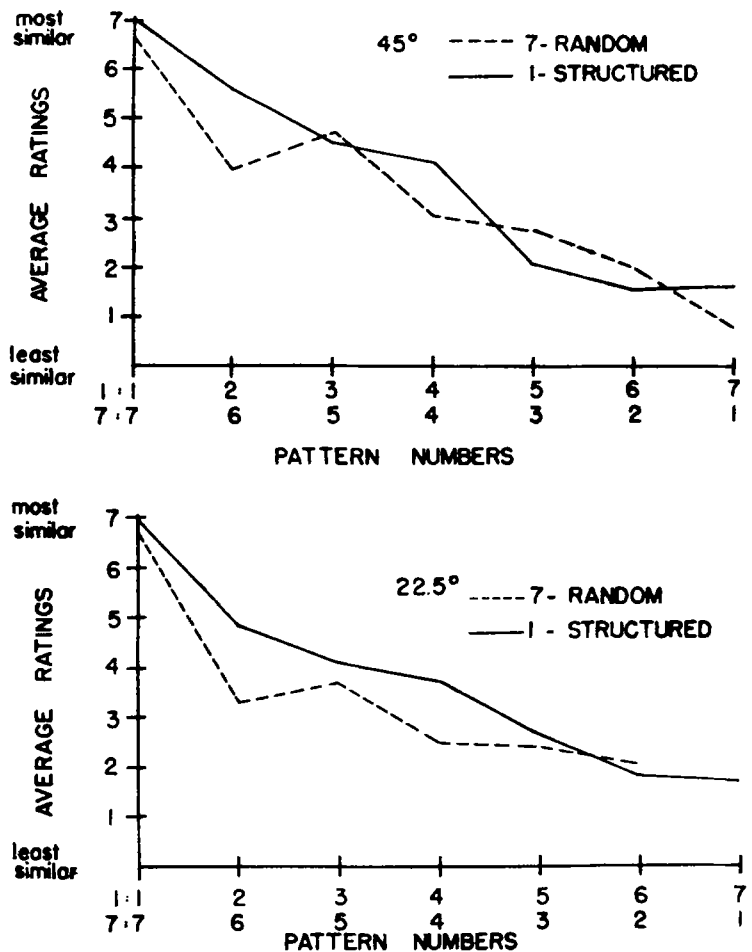 most
similar
7
6
5
4
3
2
1
least
similar
AVERAGE RATINGS
45° 7- RANDOM
1- STRUCTURED
1:1 2 3 4 5 6 7
7:7 6 5 4 3 2 1
PATTERN NUMBERS
most
similar
7
6
5
4
3
2
1
least
similar
AVERAGE RATINGS
22.5° 7- RANDOM
1 - STRUCTURED
1:1 2 3 4 5 6 7
7:7 6 5 4 3 2 1
PATTERN NUMBERS